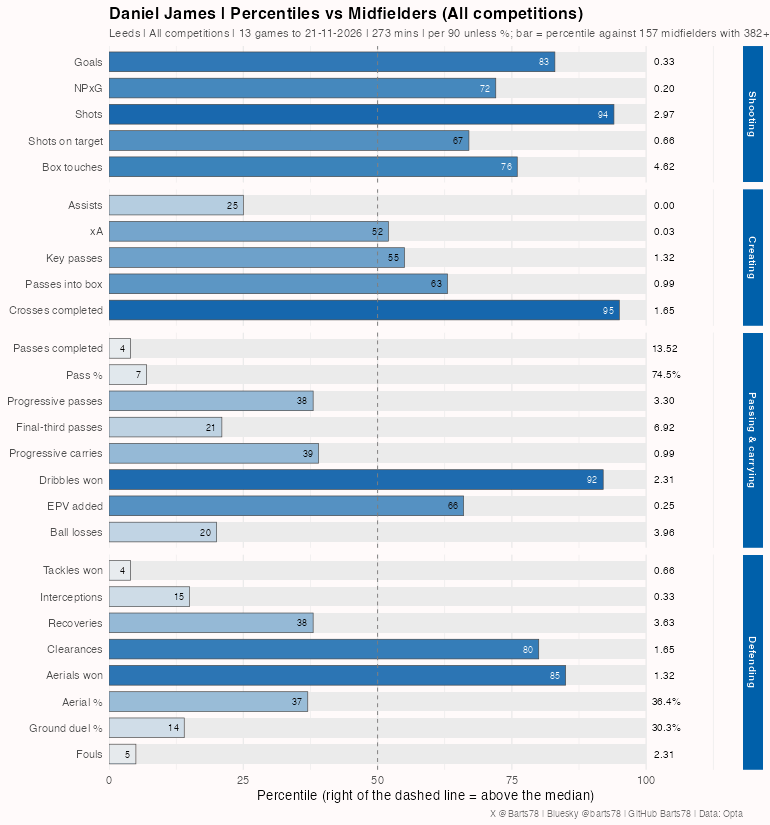 Daniel James | Percentiles vs Midfielders (All competitions)
Leeds | All competitions | 13 games to 21-11-2026 | 273 mins | per 90 unless %; bar = percentile against 157 midfielders with 382+
Goals 83 0.33
NPxG 72 0.20
Shots 94 2.97
Shots on target 67 0.66
Box touches 76 4.62
Shooting
Assists 25 0.00
xA 52 0.03
Key passes 55 1.32
Passes into box 63 0.99
Crosses completed 95 1.65
Creating
Passes completed 4 13.52
Pass % 7 74.5%
Progressive passes 38 3.30
Final-third passes 21 6.92
Progressive carries 39 0.99
Dribbles won 92 2.31
EPV added 66 0.25
Ball losses 20 3.96
Passing & carrying
Tackles won 4 0.66
Interceptions 15 0.33
Recoveries 38 3.63
Clearances 80 1.65
Aerials won 85 1.32
Aerial % 37 36.4%
Ground duel % 14 30.3%
Fouls 5 2.31
Defending
0 25 50 75 100
Percentile (right of the dashed line = above the median)
X @Barts78 | Bluesky @barts78 | GitHub Barts78 | Data: Opta